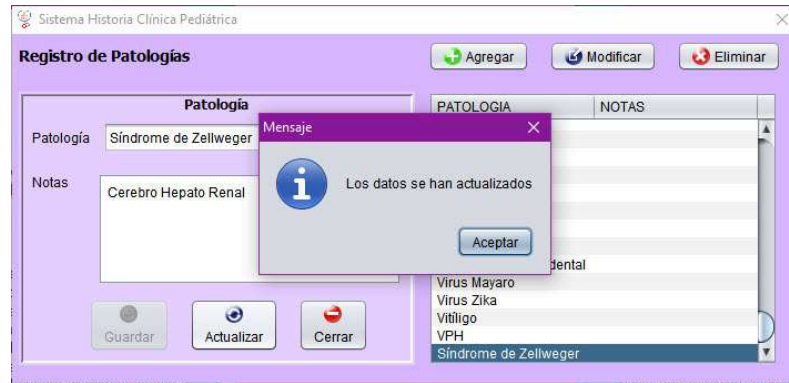 Sistema Historia Clínica Pediátrica
Registro de Patologías
Agregar
Modificar
Eliminar
Patología
Patología
Síndrome de Zellweger
Notas
Cerebro Hepato Renal
Guardar
Actualizar
Cerrar
PATOLOGIA
NOTAS
dental
Virus Mayaro
Virus Zika
Vitíligo
VPH
Síndrome de Zellweger
Mensaje
Los datos se han actualizados
Aceptar